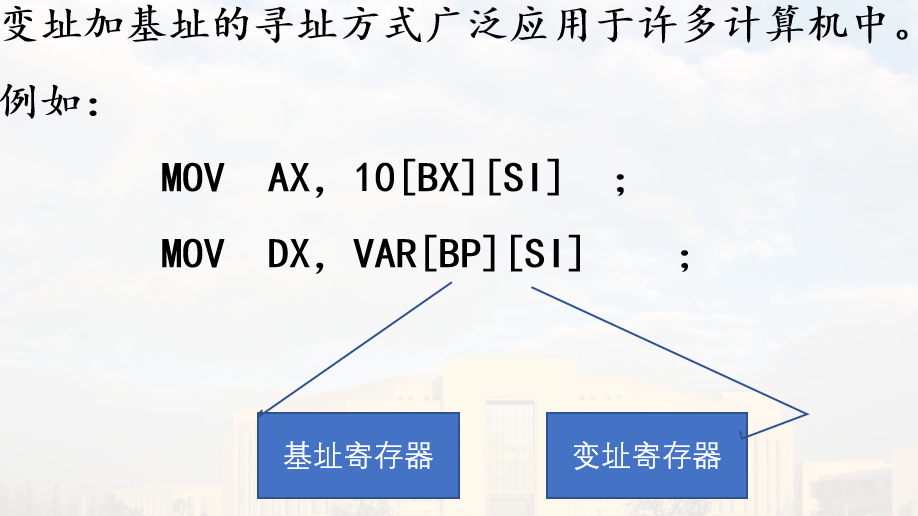 变址加基址的寻址方式广泛应用于许多计算机中。
例如：
MOV AX，10[BX][SI] ；
MOV DX，VAR[BP][SI] ；
基址寄存器
变址寄存器